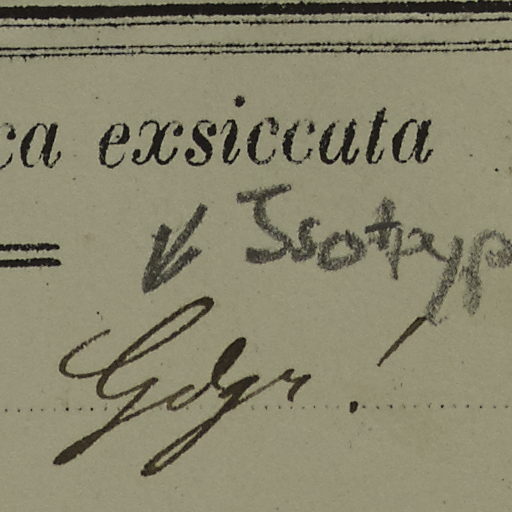 ca exsiccata
Isotyp
Gdgr!